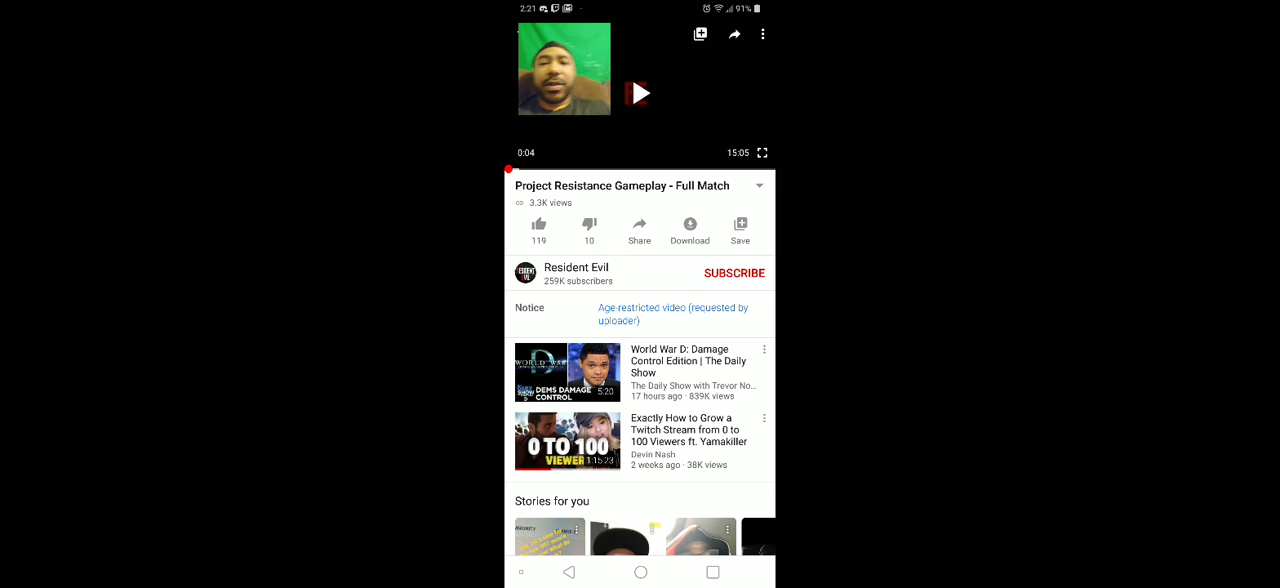 2:21
91%
0:04
15:05
Project Resistance Gameplay - Full Match
3.3K views
119
10
Share
Download
Save
Resident Evil
259K subscribers
SUBSCRIBE
Notice
Age-restricted video (requested by
uploader)
WORLD WAR
D
DEMS DAMAGE
CONTROL
5:20
World War D: Damage
Control Edition | The Daily
Show
The Daily Show with Trevor No...
17 hours ago · 839K views
0 TO 100
VIEWER
1:15:23
Exactly How to Grow a
Twitch Stream from 0 to
100 Viewers ft. Yamakiller
Devin Nash
2 weeks ago · 38K views
Stories for you